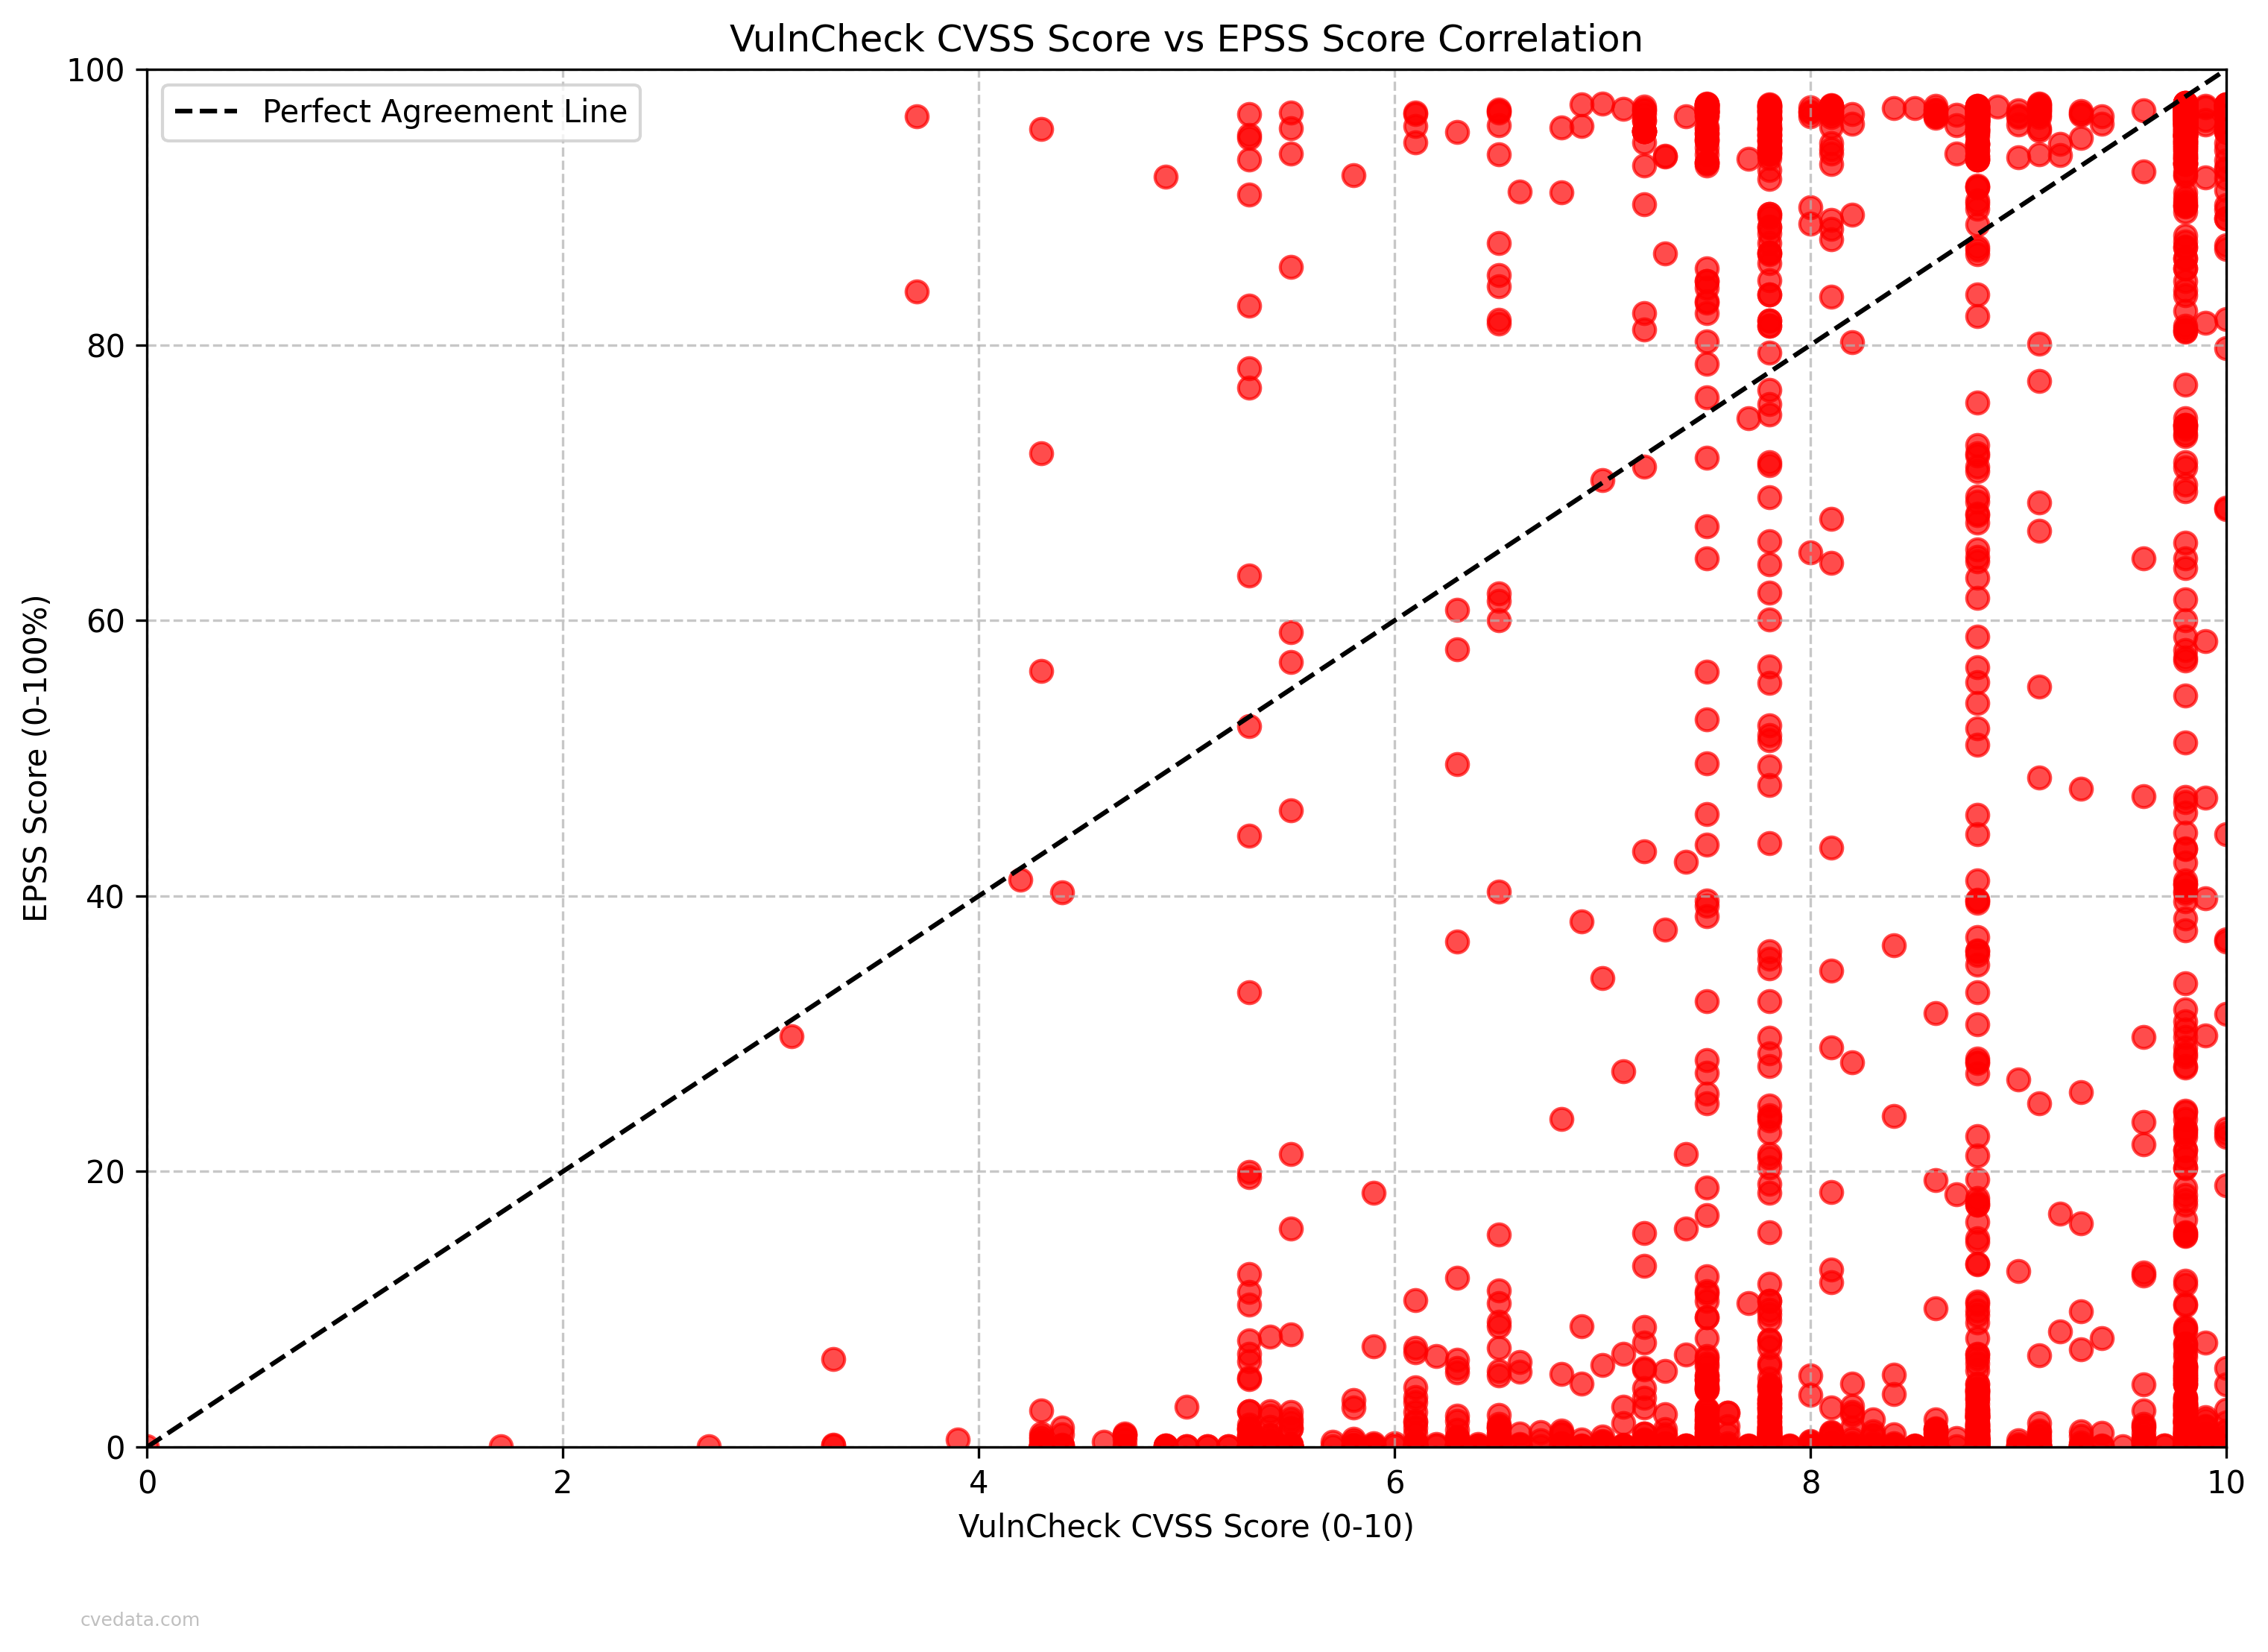 VulnCheck CVSS Score vs EPSS Score Correlation
Perfect Agreement Line
EPSS Score (0-100%)
100
80
60
40
20
0
0 2 4 6 8 10
VulnCheck CVSS Score (0-10)
cvedata.com